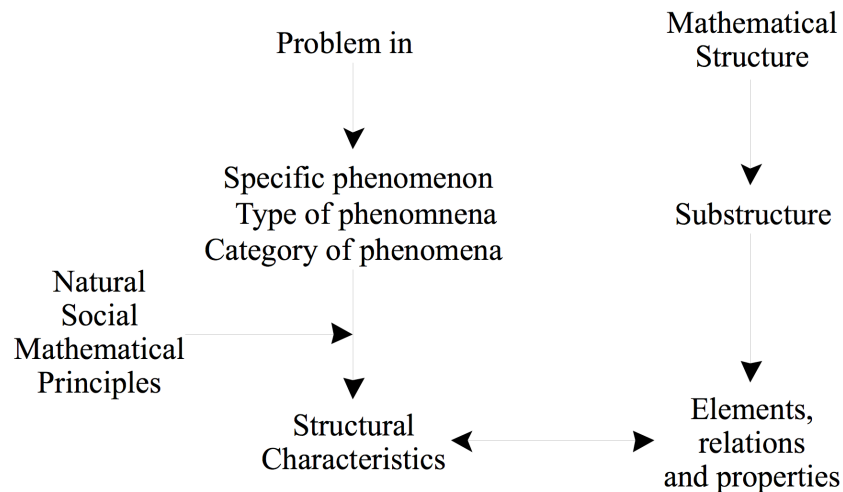 Problem in
Mathematical
Structure
Specific phenomenon
Type of phenomnena
Category of phenomena
Substructure
Natural
Social
Mathematical
Principles
Structural
Characteristics
Elements,
relations
and properties